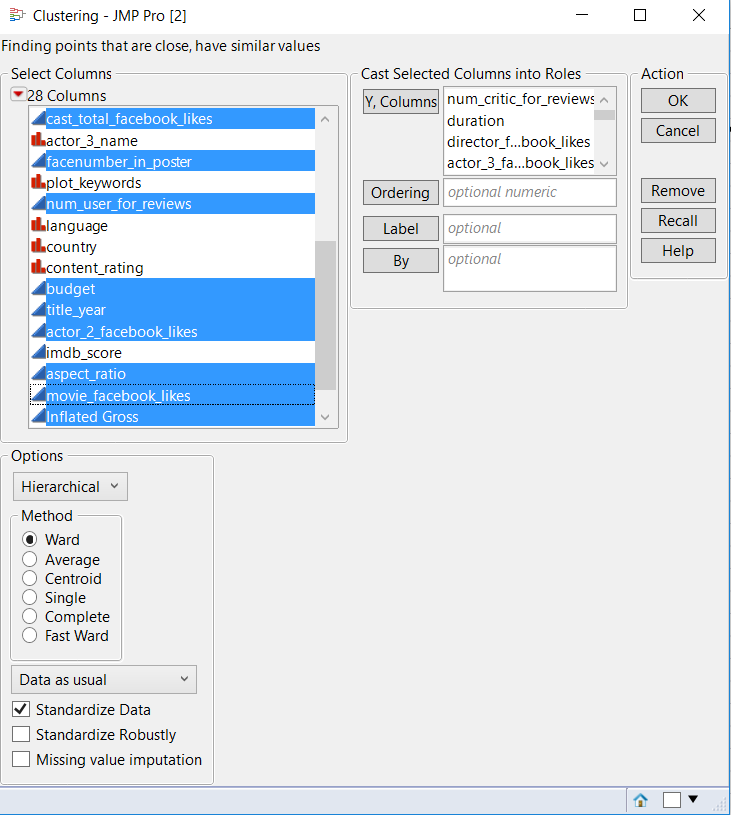 Clustering - JMP Pro [2]
Finding points that are close, have similar values
Select Columns
28 Columns
cast_total_facebook_likes
actor_3_name
facenumber_in_poster
plot_keywords
num_user_for_reviews
language
country
content_rating
budget
title_year
actor_2_facebook_likes
imdb_score
aspect_ratio
movie_facebook_likes
Inflated Gross
Cast Selected Columns into Roles
Y, Columns
num_critic_for_reviews
duration
director_f...book_likes
actor_3_fa...book_likes
Ordering
optional numeric
Label
optional
By
optional
Action
OK
Cancel
Remove
Recall
Help
Options
Hierarchical
Method
Ward
Average
Centroid
Single
Complete
Fast Ward
Data as usual
Standardize Data
Standardize Robustly
Missing value imputation